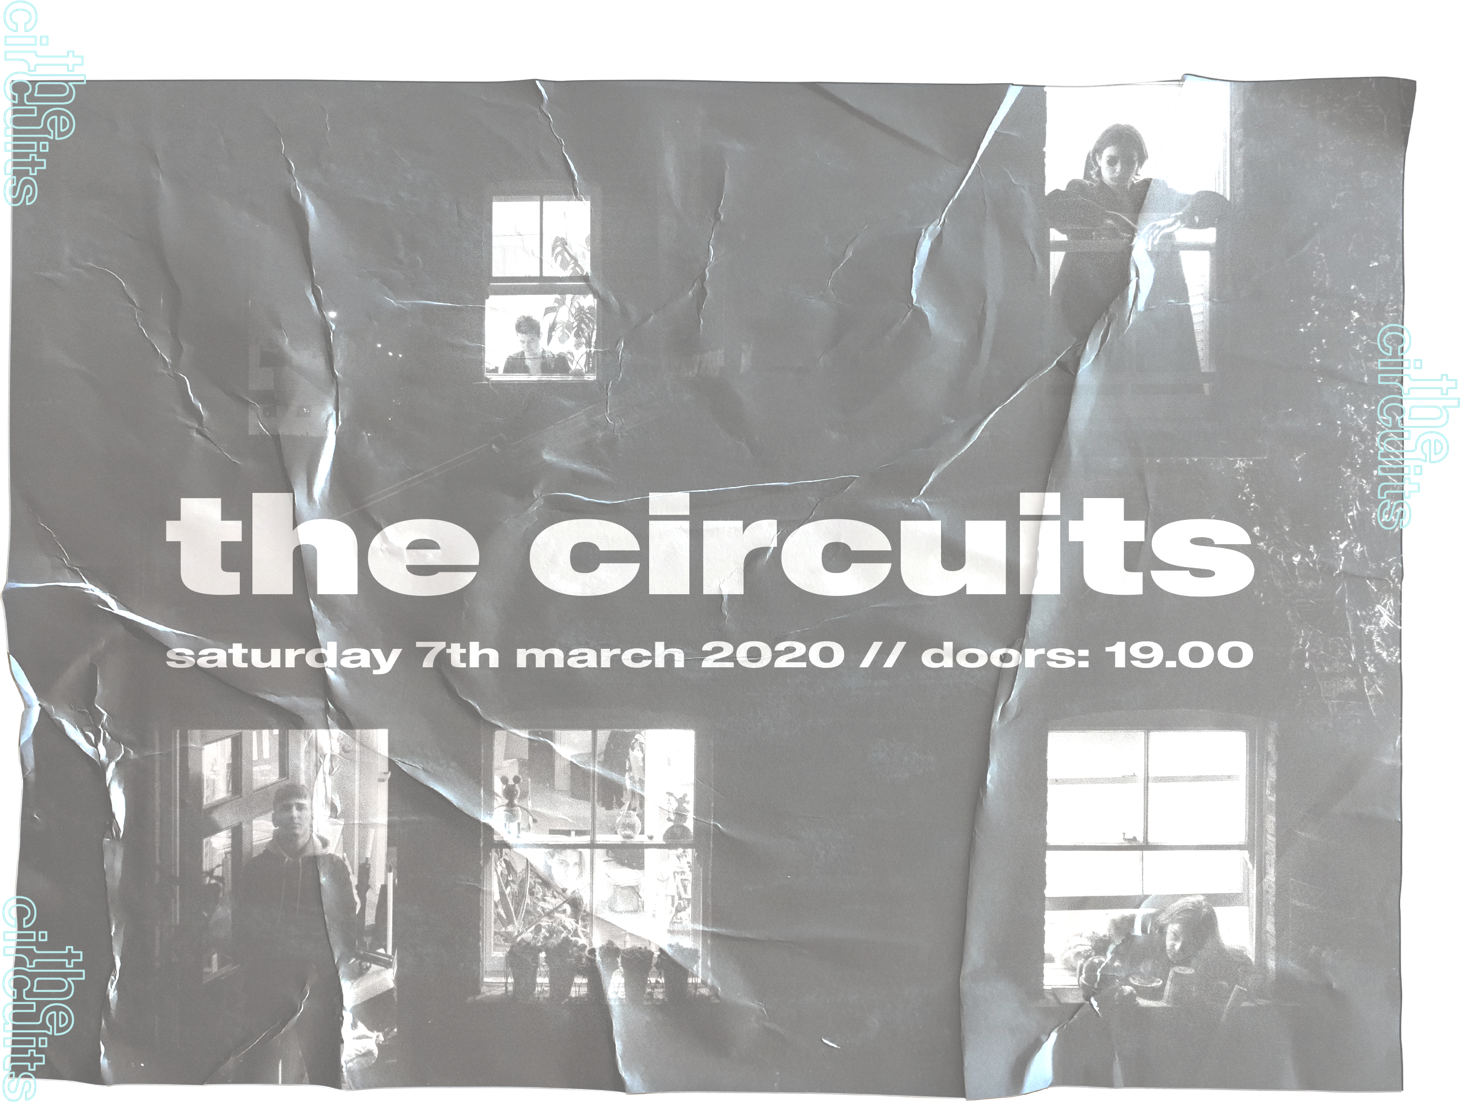 the
circuits
the circuits
saturday 7th march 2020 // doors: 19.00
the
circuits
the
circuits